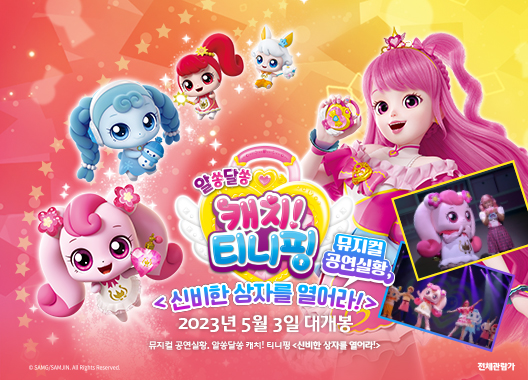 알쏭달쏭
캐치!
티니핑
뮤지컬
공연실황,
<신비한 상자를 열어라!>
2023년 5월 3일 대개봉
뮤지컬 공연실황, 알쏭달쏭 캐치! 티니핑 <신비한 상자를 열어라!>
© SAMG/SAMJIN. All Rights Reserved.
전체관람가